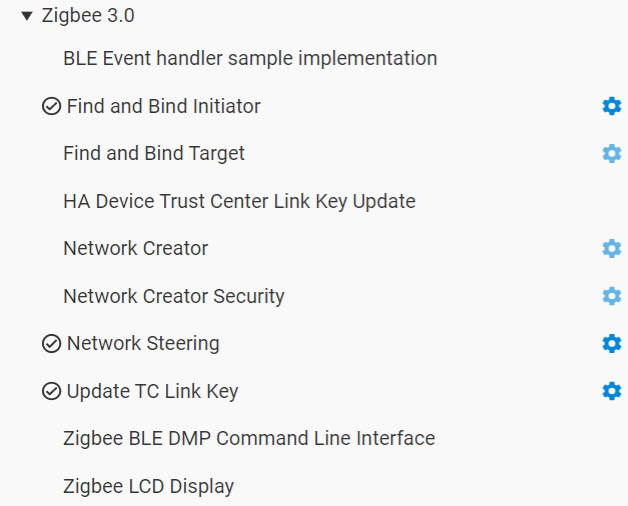 Zigbee 3.0
BLE Event handler sample implementation
Find and Bind Initiator
Find and Bind Target
HA Device Trust Center Link Key Update
Network Creator
Network Creator Security
Network Steering
Update TC Link Key
Zigbee BLE DMP Command Line Interface
Zigbee LCD Display